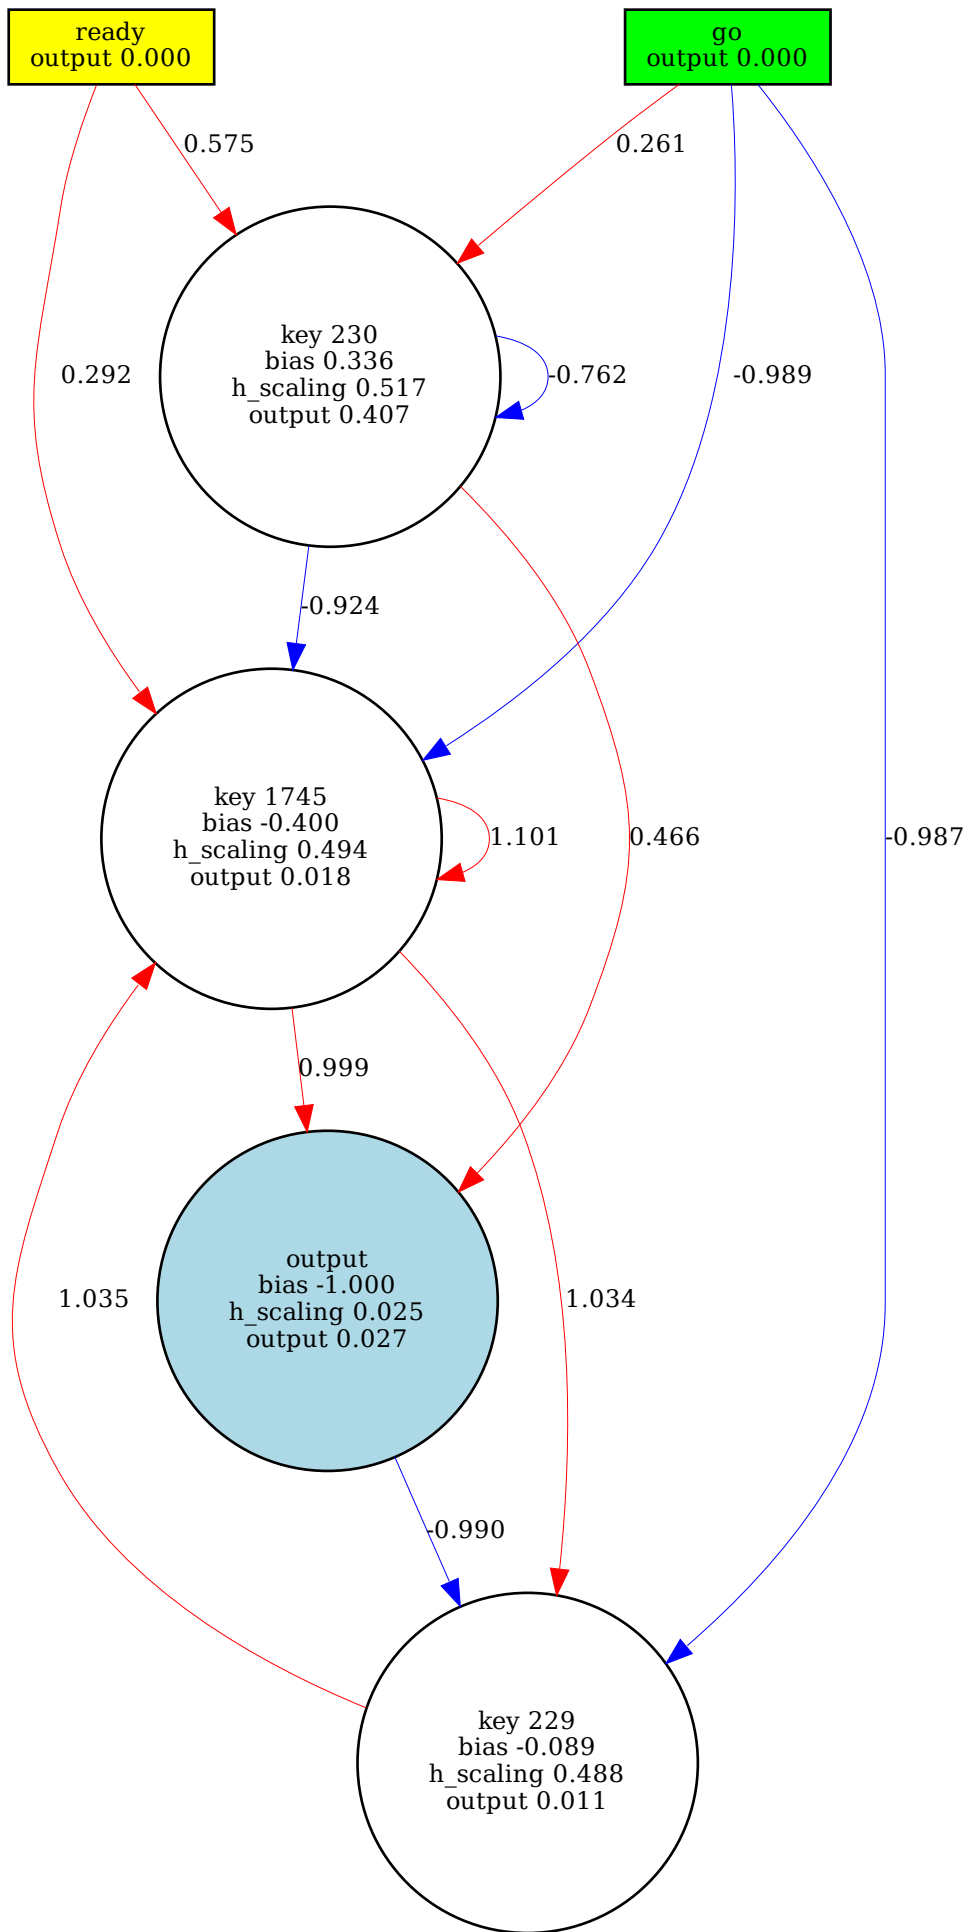 ready
output 0.000
go
output 0.000
0.575
0.261
key 230
bias 0.336
h_scaling 0.517
output 0.407
0.292
-0.762
-0.989
-0.924
key 1745
bias -0.400
h_scaling 0.494
output 0.018
1.101
0.466
-0.987
0.999
output
bias -1.000
h_scaling 0.025
output 0.027
1.035
1.034
-0.990
key 229
bias -0.089
h_scaling 0.488
output 0.011